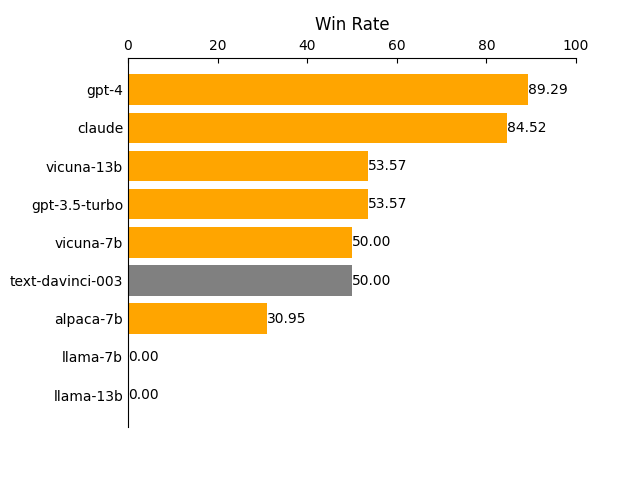 Win Rate
0 20 40 60 80 100
gpt-4 89.29
claude 84.52
vicuna-13b 53.57
gpt-3.5-turbo 53.57
vicuna-7b 50.00
text-davinci-003 50.00
alpaca-7b 30.95
llama-7b 0.00
llama-13b 0.00